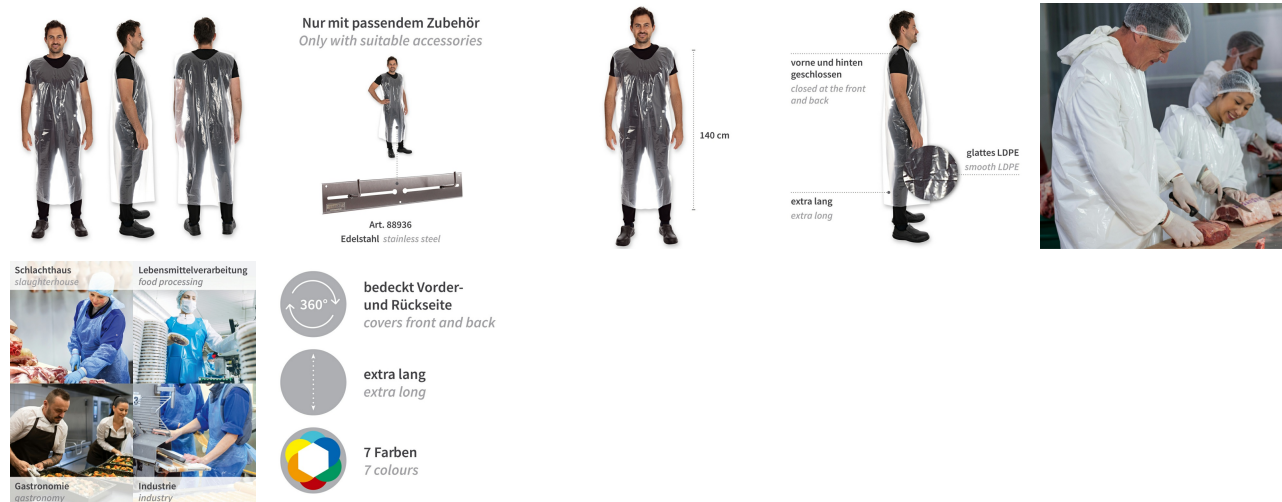 Nur mit passendem Zubehör
Only with suitable accessories
Art. 88936
Edelstahl stainless steel
140 cm
vorne und hinten
geschlossen
closed at the front
and back
glattes LDPE
smooth LDPE
extra lang
extra long
Schlachthaus
slaughterhouse
Lebensmittelverarbeitung
food processing
Gastronomie
gastronomy
Industrie
industry
360°
bedeckt Vorder-
und Rückseite
covers front and back
extra lang
extra long
7 Farben
7 colours